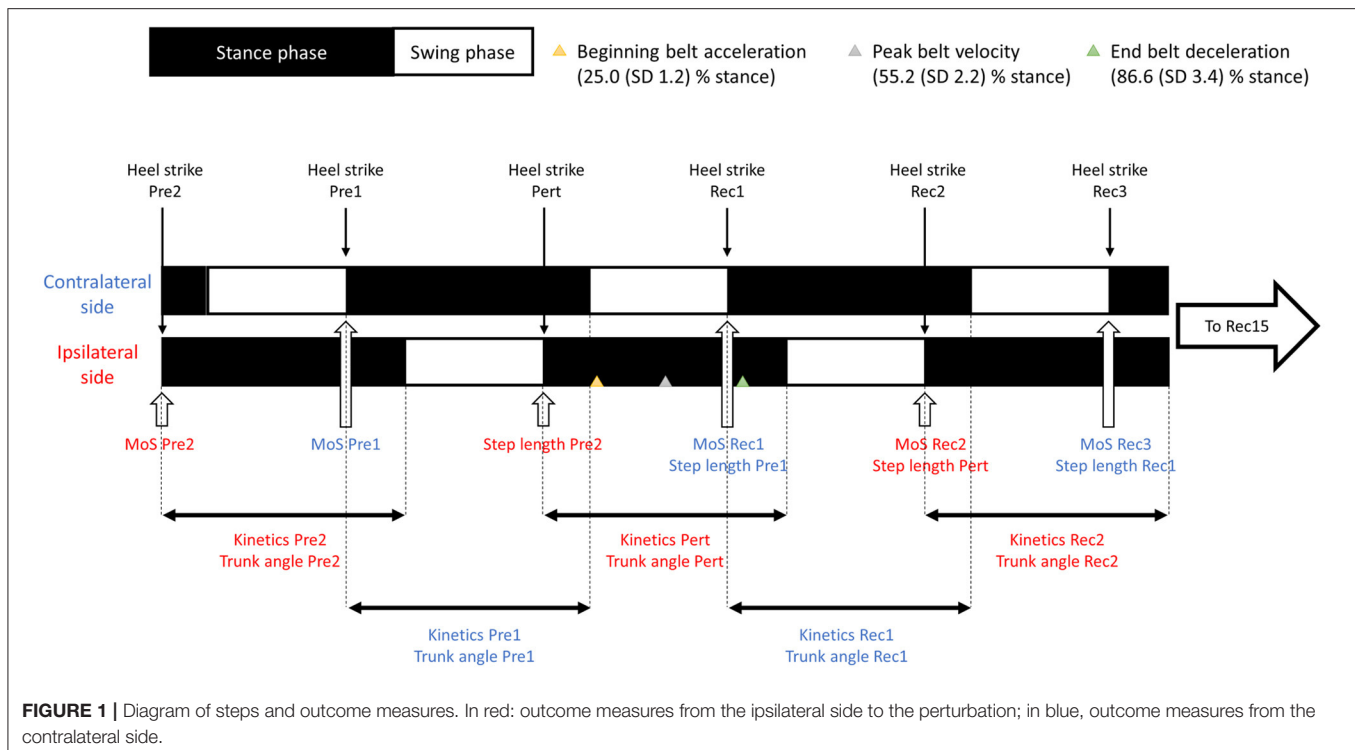 Stance phase
Swing phase
Beginning belt acceleration
(25.0 (SD 1.2) % stance)
Peak belt velocity
(55.2 (SD 2.2) % stance)
End belt deceleration
(86.6 (SD 3.4) % stance)
Heel strike
Pre2
Heel strike
Pre1
Heel strike
Pert
Heel strike
Rec1
Heel strike
Rec2
Heel strike
Rec3
Contralateral
side
Ipsilateral
side
To Rec15
MoS Pre2
MoS Pre1
Step length Pre2
MoS Rec1
Step length Pre1
MoS Rec2
Step length Pert
MoS Rec3
Step length Rec1
Kinetics Pre2
Trunk angle Pre2
Kinetics Pert
Trunk angle Pert
Kinetics Rec2
Trunk angle Rec2
Kinetics Pre1
Trunk angle Pre1
Kinetics Rec1
Trunk angle Rec1
FIGURE 1 | Diagram of steps and outcome measures. In red: outcome measures from the ipsilateral side to the perturbation; in blue, outcome measures from the
contralateral side.